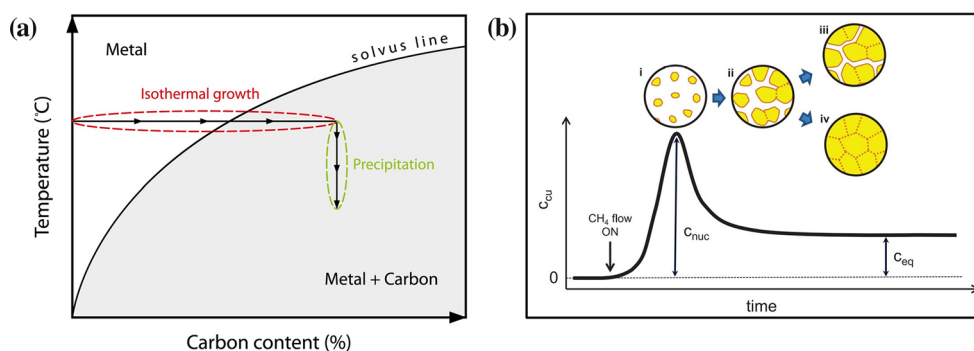 (a)
Metal
solvus line
Isothermal growth
Precipitation
Metal + Carbon
Temperature (°C)
Carbon content (%)
(b)
i
ii
iii
iv
CH₄ flow
ON
c_cu
c_nuc
c_eq
0
time